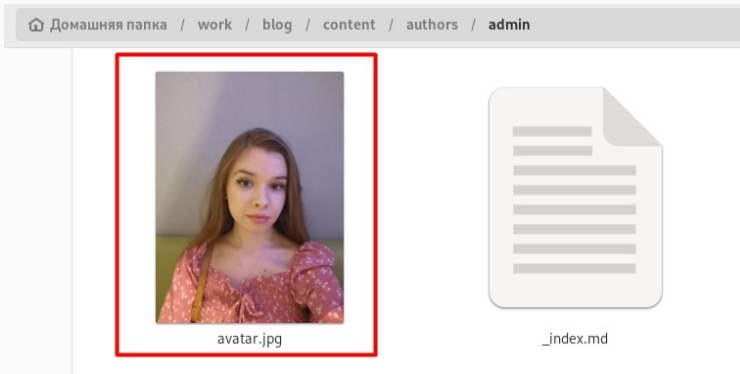 Домашняя папка / work / blog / content / authors / admin
avatar.jpg
_index.md